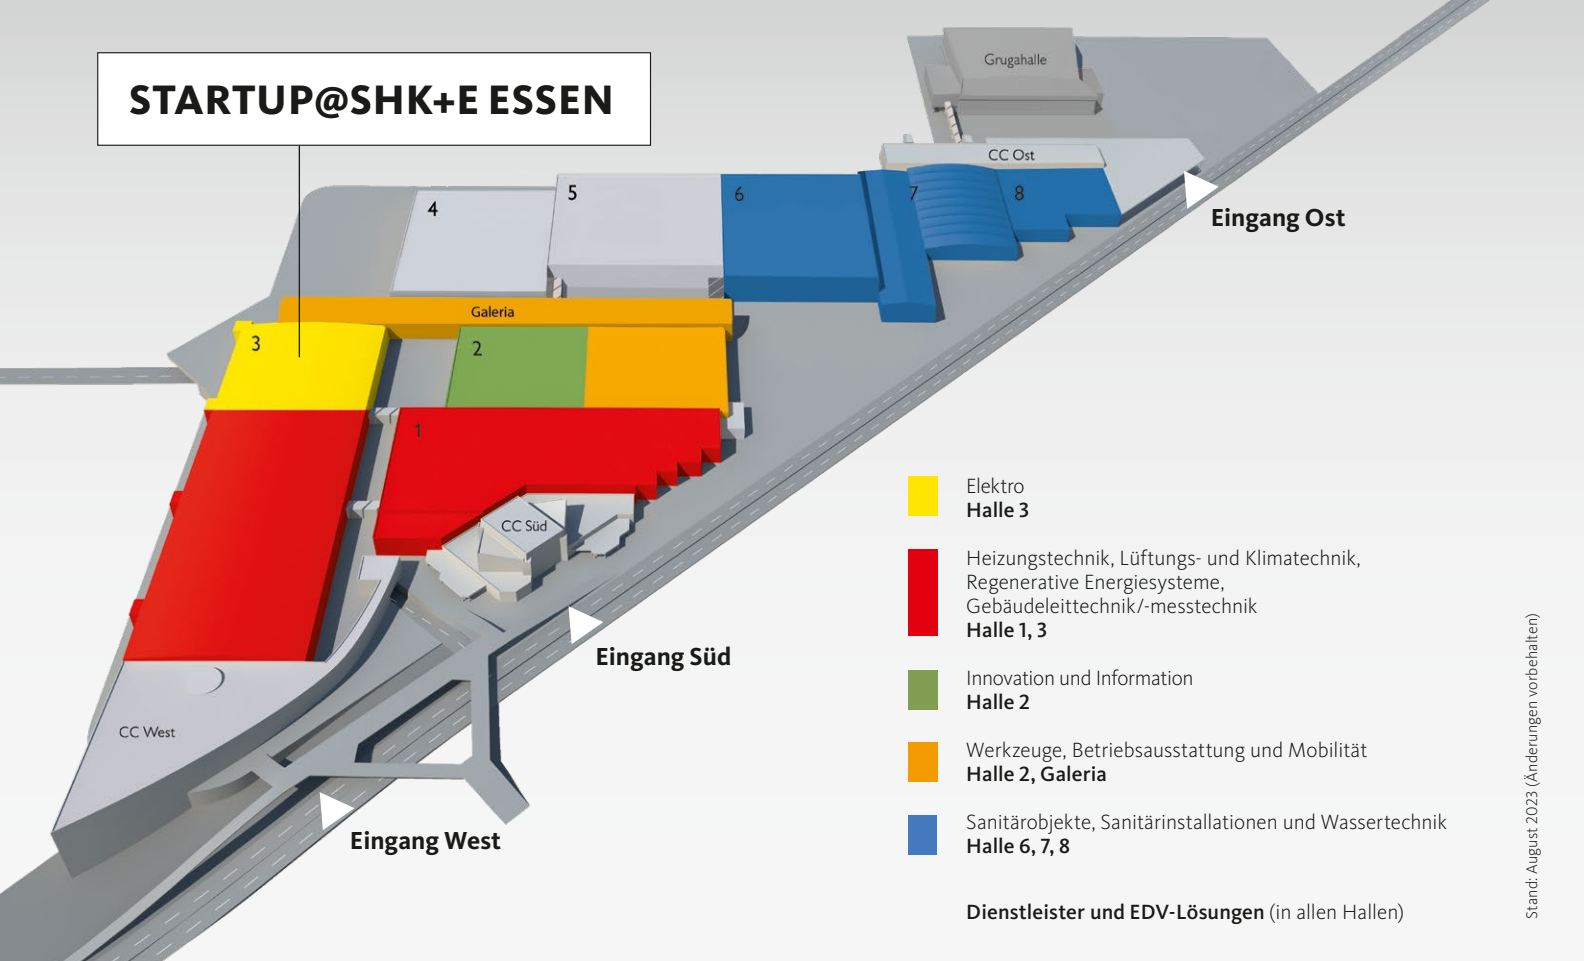 STARTUP@SHK+E ESSEN
Grugahalle
CC Ost
4
5
6
7
8
Eingang Ost
Galeria
3
2
1
CC Süd
Eingang Süd
CC West
Eingang West
Elektro
Halle 3
Heizungstechnik, Lüftungs- und Klimatechnik,
Regenerative Energiesysteme,
Gebäudeleittechnik/-messtechnik
Halle 1, 3
Innovation und Information
Halle 2
Werkzeuge, Betriebsausstattung und Mobilität
Halle 2, Galeria
Sanitärobjekte, Sanitärinstallationen und Wassertechnik
Halle 6, 7, 8
Dienstleister und EDV-Lösungen (in allen Hallen)
Stand: August 2023 (Änderungen vorbehalten)